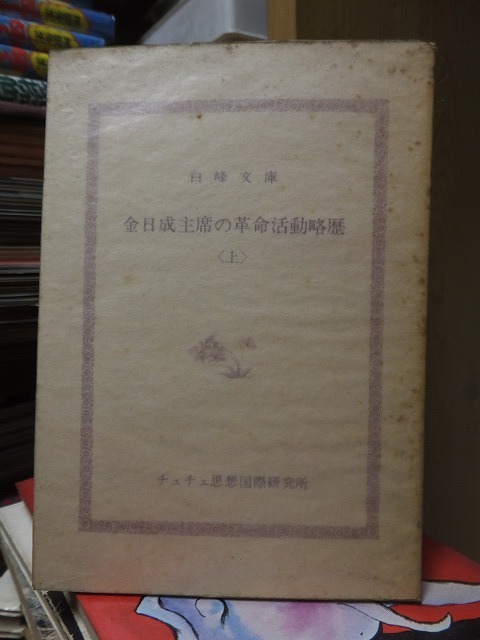 白峰文庫
金日成主席の革命活動略歴
〈上〉
チュチェ思想国際研究所